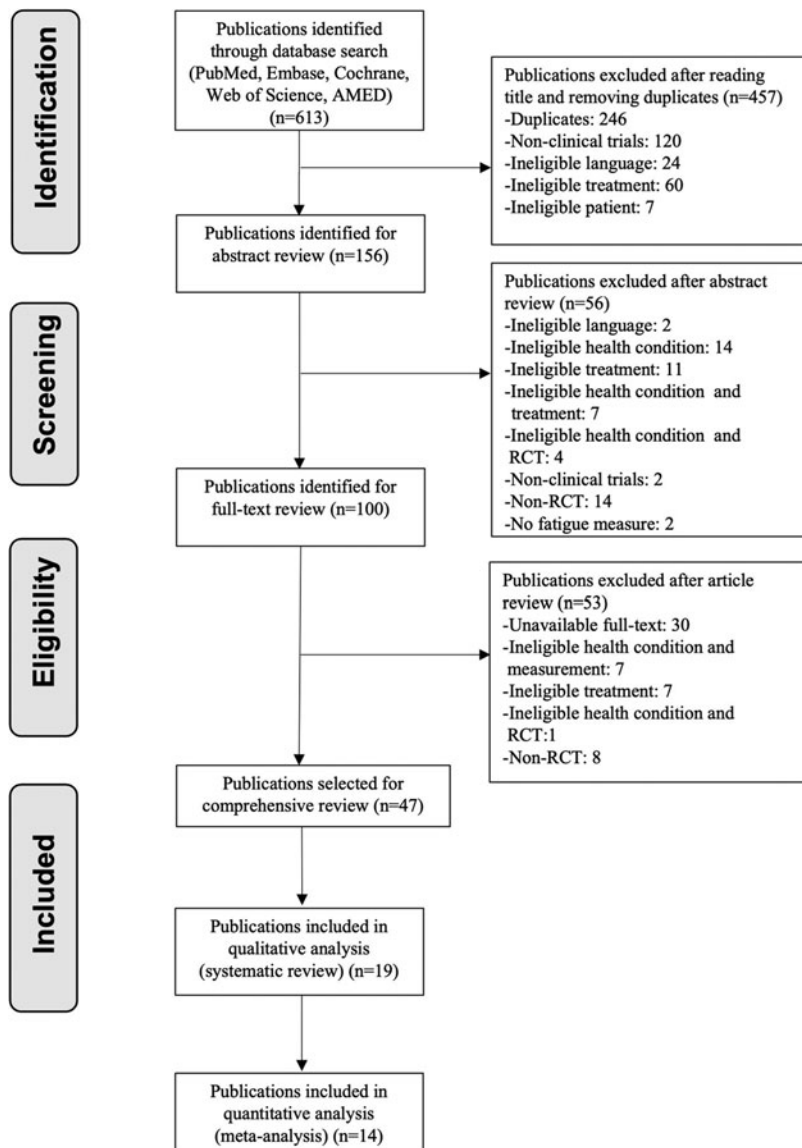 Identification
Publications identified
through database search
(PubMed, Embase, Cochrane,
Web of Science, AMED)
(n=613)
Publications excluded after reading
title and removing duplicates (n=457)
-Duplicates: 246
-Non-clinical trials: 120
-Ineligible language: 24
-Ineligible treatment: 60
-Ineligible patient: 7
Publications identified for
abstract review (n=156)
Screening
Publications excluded after abstract
review (n=56)
-Ineligible language: 2
-Ineligible health condition: 14
-Ineligible treatment: 11
-Ineligible health condition and
treatment: 7
-Ineligible health condition and
RCT: 4
-Non-clinical trials: 2
-Non-RCT: 14
-No fatigue measure: 2
Publications identified for
full-text review (n=100)
Eligibility
Publications excluded after article
review (n=53)
-Unavailable full-text: 30
-Ineligible health condition and
measurement: 7
-Ineligible treatment: 7
-Ineligible health condition and
RCT:1
-Non-RCT: 8
Publications selected for
comprehensive review (n=47)
Included
Publications included in
qualitative analysis
(systematic review) (n=19)
Publications included in
quantitative analysis
(meta-analysis) (n=14)